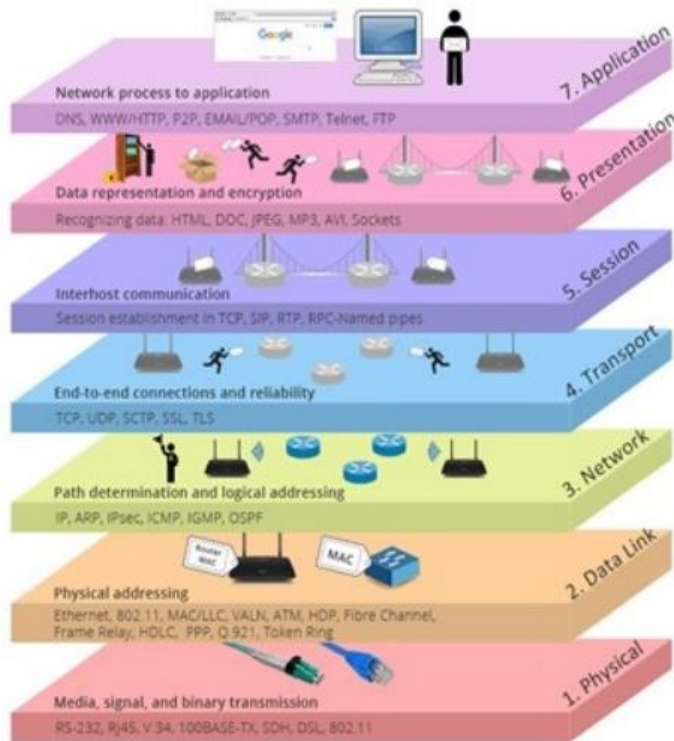 Google
7. Application
Network process to application
DNS, WWW/HTTP, P2P, EMAIL/POP, SMTP, Telnet, FTP
6. Presentation
Data representation and encryption
Recognizing data: HTML, DOC, JPEG, MP3, AVI, Sockets
5. Session
Interhost communication
Session establishment in TCP, SIP, RTP, RPC-Named pipes
4. Transport
End-to-end connections and reliability
TCP, UDP, SCTP, SSL, TLS
3. Network
Path determination and logical addressing
IP, ARP, IPsec, ICMP, IGMP, OSPF
Router
MAC
MAC
2. Data Link
Physical addressing
Ethernet, 802.11, MAC/LLC, VALN, ATM, HDP, Fibre Channel,
Frame Relay, HDLC, PPP, Q.921, Token Ring
1. Physical
Media, signal, and binary transmission
RS-232, RJ45, V.34, 100BASE-TX, SDH, DSL, 802.11